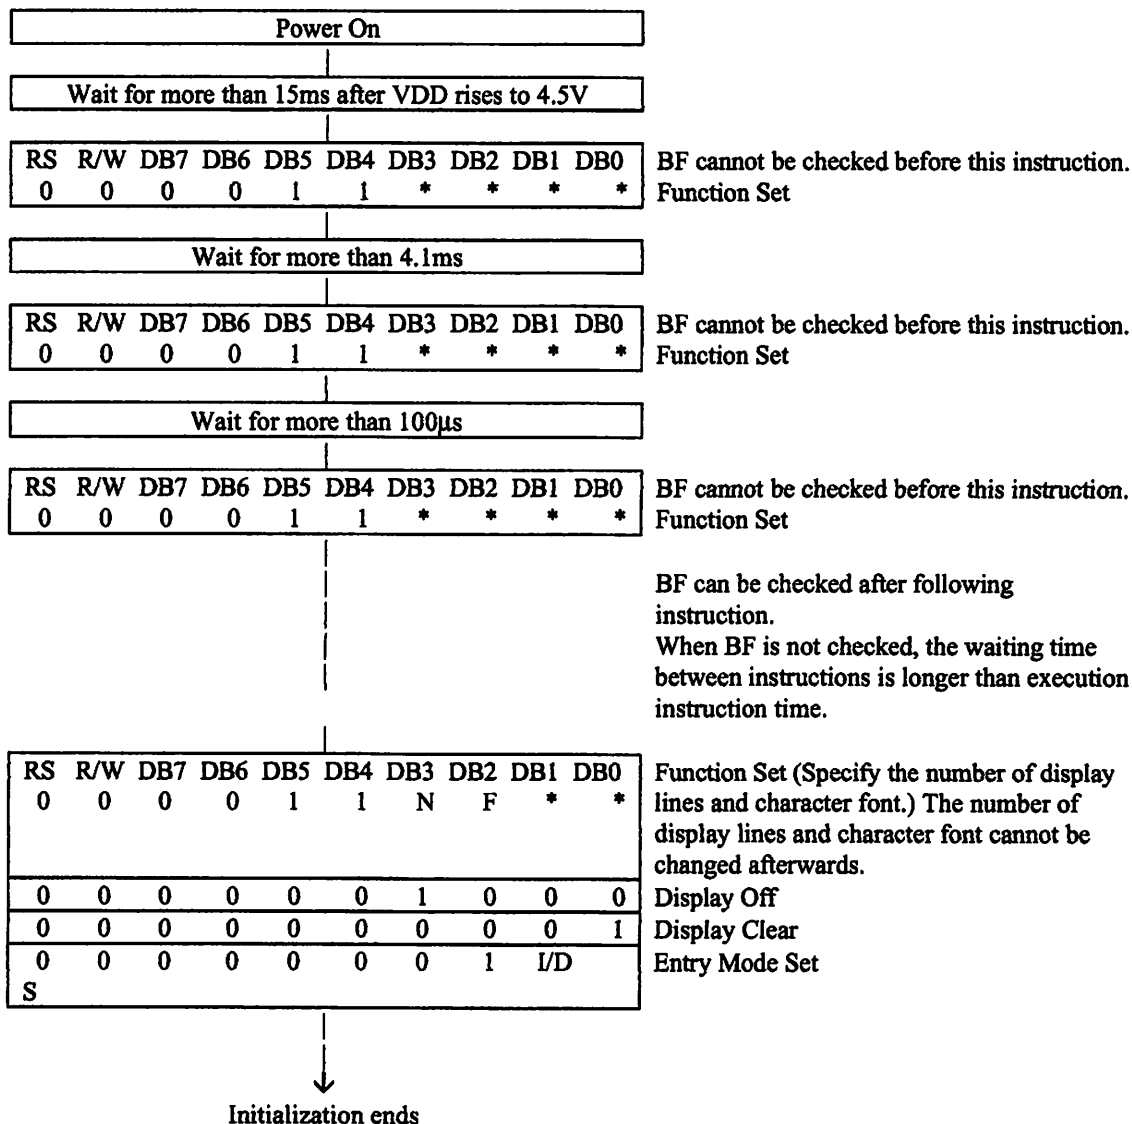 Power On
Wait for more than 15ms after VDD rises to 4.5V
RS R/W DB7 DB6 DB5 DB4 DB3 DB2 DB1 DB0 BF cannot be checked before this instruction.
0 0 0 0 1 1 * * * * Function Set
Wait for more than 4.1ms
RS R/W DB7 DB6 DB5 DB4 DB3 DB2 DB1 DB0 BF cannot be checked before this instruction.
0 0 0 0 1 1 * * * * Function Set
Wait for more than 100µs
RS R/W DB7 DB6 DB5 DB4 DB3 DB2 DB1 DB0 BF cannot be checked before this instruction.
0 0 0 0 1 1 * * * * Function Set
BF can be checked after following
instruction.
When BF is not checked, the waiting time
between instructions is longer than execution
instruction time.
RS R/W DB7 DB6 DB5 DB4 DB3 DB2 DB1 DB0 Function Set (Specify the number of display
0 0 0 0 1 1 N F * * lines and character font.) The number of
display lines and character font cannot be
changed afterwards.
0 0 0 0 0 0 1 0 0 0 Display Off
0 0 0 0 0 0 0 0 0 1 Display Clear
0 0 0 0 0 0 0 1 I/D Entry Mode Set
S
Initialization ends